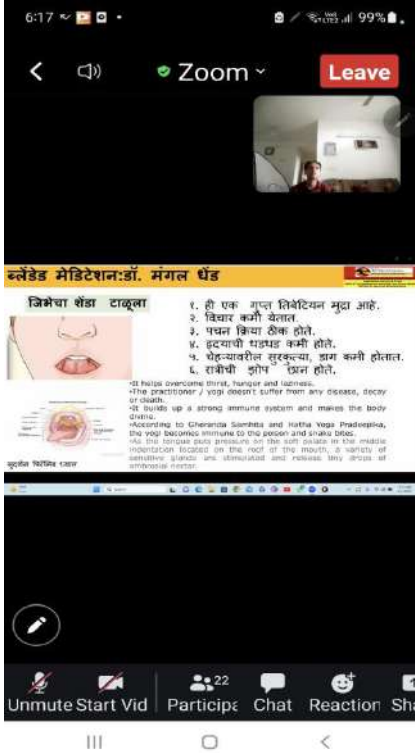 6:17
99%
Zoom
Leave
ब्लेंडेड मेडिटेशन:डॉ. मंगल धेंड
जिभेचा शेंडा टाळूला
१. ही एक गुप्त तिबेटियन मुद्रा आहे.
२. विचार कमी येतात.
३. पचन क्रिया ठीक होते.
४. हृदयाची धडधड कमी होते.
५. चेहऱ्यावरील सुरकुत्या, डाग कमी होतात.
६. रात्रीची झोप छान होते.
•It helps overcome thirst, hunger and laziness.
•The practitioner / yogi doesn't suffer from any disease, decay
or death.
•It builds up a strong immune system and makes the body
divine.
•According to Gheranda Samhita and Hatha Yoga Pradeepika,
the yogi becomes immune to the poison and snake bites.
•As the tongue puts pressure on the soft palate in the middle
indentation located on the roof of the mouth, a variety of
sensitive glands are stimulated and release tiny drops of
ambrosial nectar.
सुदर्शन
Unmute Start Vid Participa 22 Chat Reaction Sha